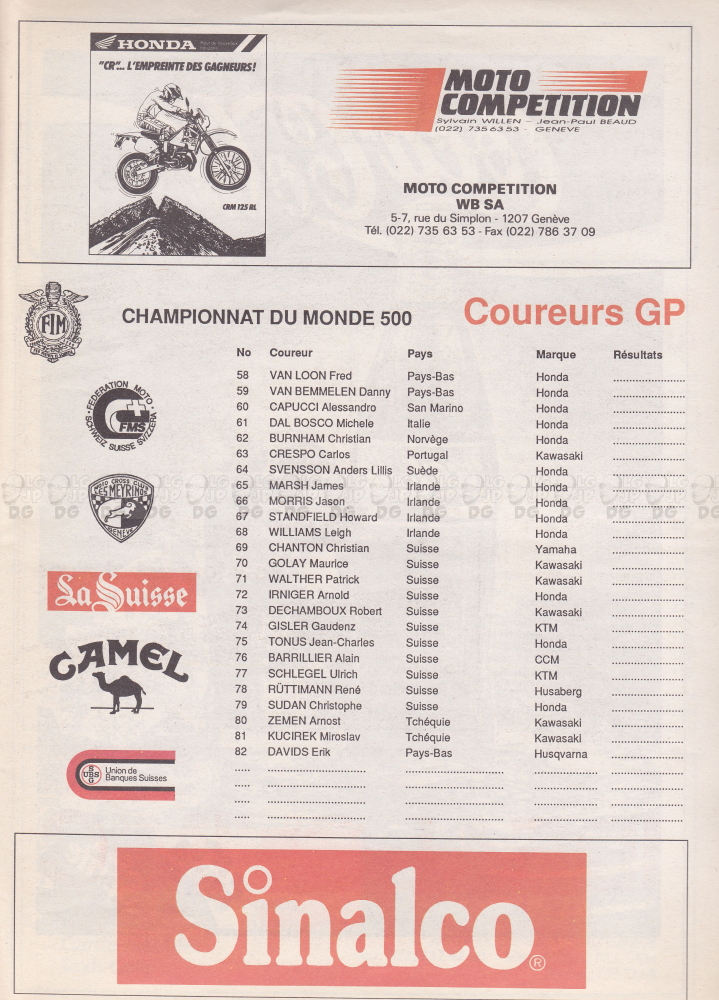 HONDA
"CR"... L'EMPREINTE DES GAGNEURS!
CRM 125 RL
MOTO
COMPETITION
Sylvain WILLEN - Jean-Paul BEAUD
(022) 735 63 53 - GENEVE
MOTO COMPETITION
WB SA
5-7, rue du Simplon - 1207 Genève
Tél. (022) 735 63 53 - Fax (022) 786 37 09
FIM
CHAMPIONNAT DU MONDE 500
Coureurs GP
No Coureur Pays Marque Résultats
58 VAN LOON Fred Pays-Bas Honda
59 VAN BEMMELEN Danny Pays-Bas Honda
60 CAPUCCI Alessandro San Marino Honda
61 DAL BOSCO Michele Italie Honda
62 BURNHAM Christian Norvège Honda
63 CRESPO Carlos Portugal Kawasaki
64 SVENSSON Anders Lillis Suède Honda
65 MARSH James Irlande Honda
66 MORRIS Jason Irlande Honda
67 STANDFIELD Howard Irlande Honda
68 WILLIAMS Leigh Irlande Honda
69 CHANTON Christian Suisse Yamaha
70 GOLAY Maurice Suisse Kawasaki
71 WALTHER Patrick Suisse Kawasaki
72 IRNIGER Arnold Suisse Honda
73 DECHAMBOUX Robert Suisse Kawasaki
74 GISLER Gaudenz Suisse KTM
75 TONUS Jean-Charles Suisse Honda
76 BARRILLIER Alain Suisse CCM
77 SCHLEGEL Ulrich Suisse KTM
78 RÜTTIMANN René Suisse Husaberg
79 SUDAN Christophe Suisse Honda
80 ZEMEN Arnost Tchéquie Kawasaki
81 KUCIREK Miroslav Tchéquie Kawasaki
82 DAVIDS Erik Pays-Bas Husqvarna
FEDERATION MOTO
FMS
SCHWEIZ SUISSE SVIZZERA
MOTO CROSS CLUB
LES MEYRINOS
GENEVE
La Suisse
CAMEL
UBS
SBG
Union de
Banques Suisses
Sinalco®